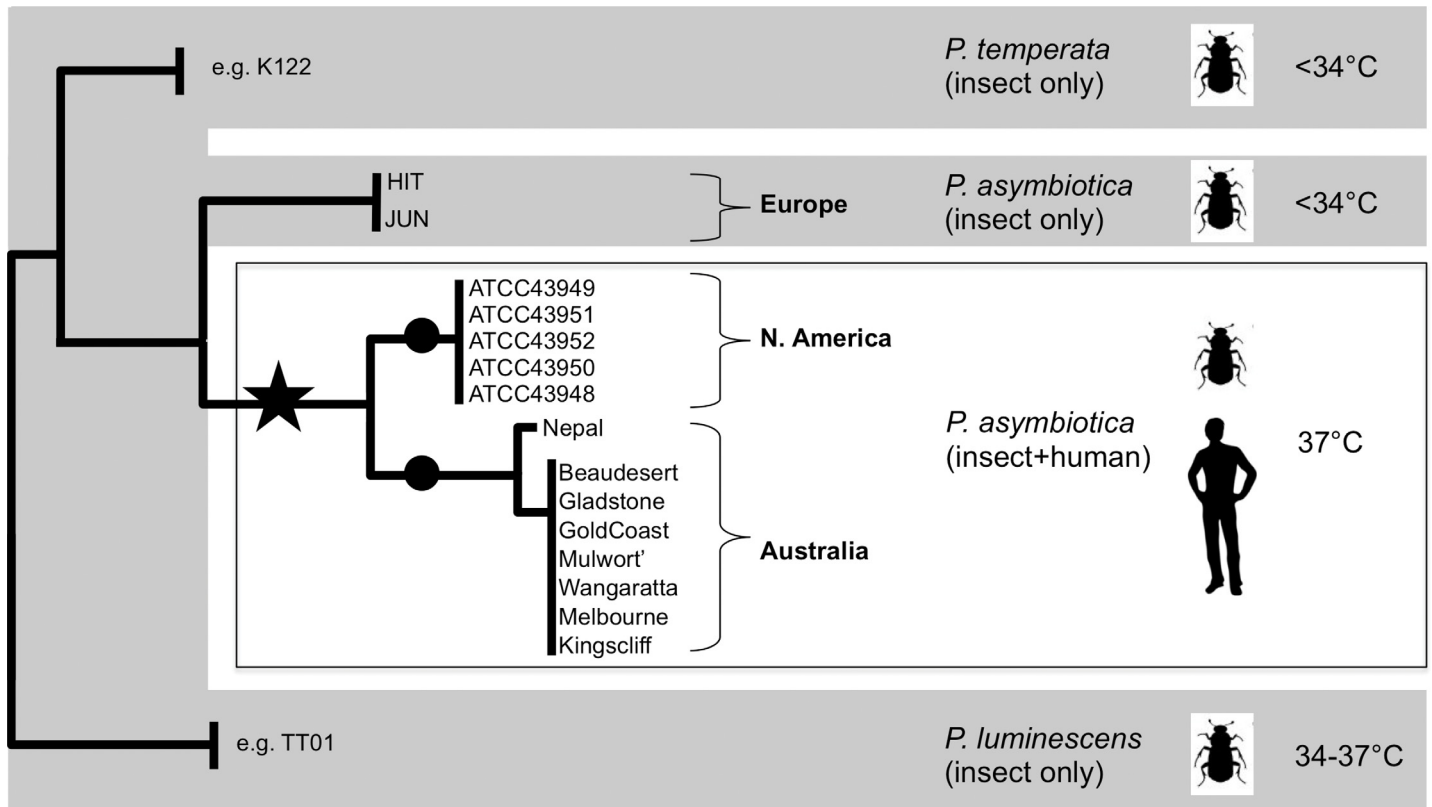 e.g. K122
P. temperata
(insect only)
<34°C
HIT
JUN
Europe
P. asymbiotica
(insect only)
<34°C
ATCC43949
ATCC43951
ATCC43952
ATCC43950
ATCC43948
N. America
Nepal
Beaudesert
Gladstone
GoldCoast
Mulwort’
Wangaratta
Melbourne
Kingscliff
Australia
P. asymbiotica
(insect+human)
37°C
e.g. TT01
P. luminescens
(insect only)
34-37°C